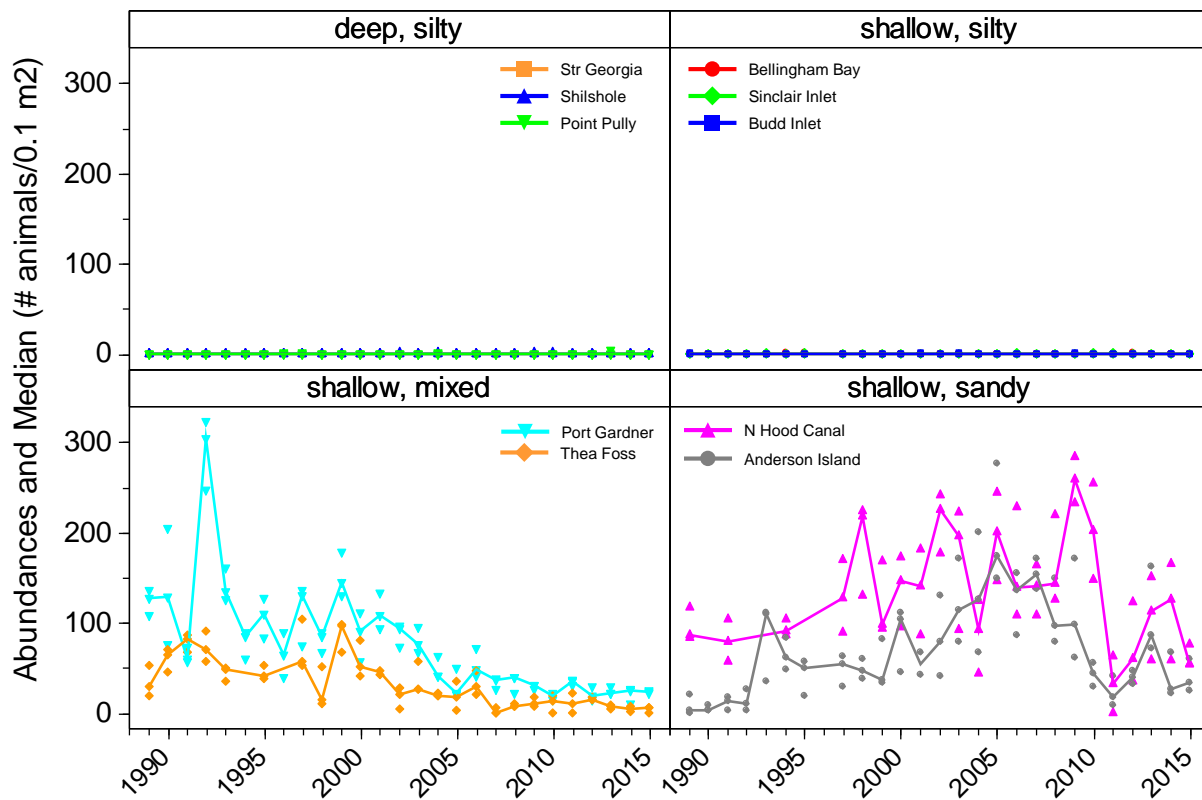 Abundances and Median (# animals/0.1 m2)
deep, silty
300
200
100
0
Str Georgia
Shilshole
Point Pully
shallow, silty
Bellingham Bay
Sinclair Inlet
Budd Inlet
shallow, mixed
300
200
100
0
Port Gardner
Thea Foss
1990
1995
2000
2005
2010
2015
shallow, sandy
N Hood Canal
Anderson Island
1990
1995
2000
2005
2010
2015